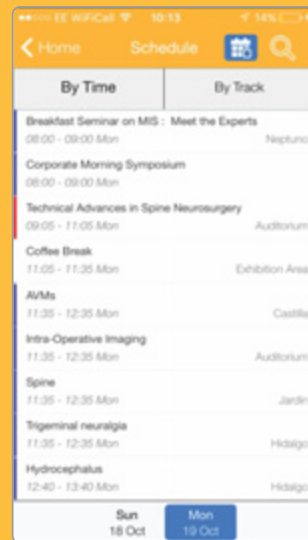 EE WiFiCall 10:13 14%
Home Schedule
By Time By Track
Breakfast Seminar on MIS : Meet the Experts
08:00 - 09:00 Mon Neptuno
Corporate Morning Symposium
08:00 - 09:00 Mon
Technical Advances in Spine Neurosurgery
09:05 - 11:05 Mon Auditorium
Coffee Break
11:05 - 11:35 Mon Exhibition Area
AVMs
11:35 - 12:35 Mon Castilla
Intra-Operative Imaging
11:35 - 12:35 Mon Auditorium
Spine
11:35 - 12:35 Mon Jardin
Trigeminal neuralgia
11:35 - 12:35 Mon Hidalgo
Hydrocephalus
12:40 - 13:40 Mon Hidalgo
Sun Mon
18 Oct 19 Oct